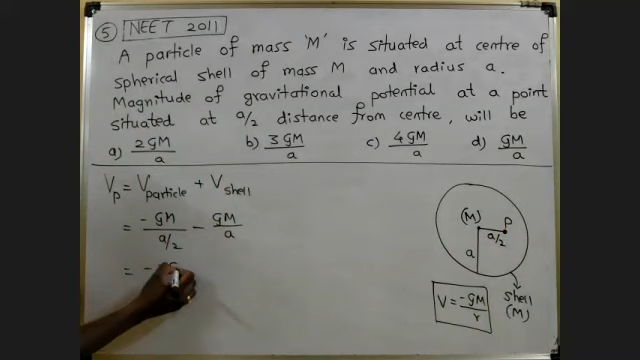 ⑤ NEET 2011
A particle of mass 'M' is situated at centre of
spherical shell of mass M and radius a.
Magnitude of gravitational potential at a point
situated at a/2 distance from centre, will be
a) 2GM/a b) 3GM/a c) 4GM/a d) GM/a
Vp = Vparticle + Vshell
= -GM/(a/2) - GM/a
= -
(M) P
a/2
a
shell
(M)
V = -GM/r